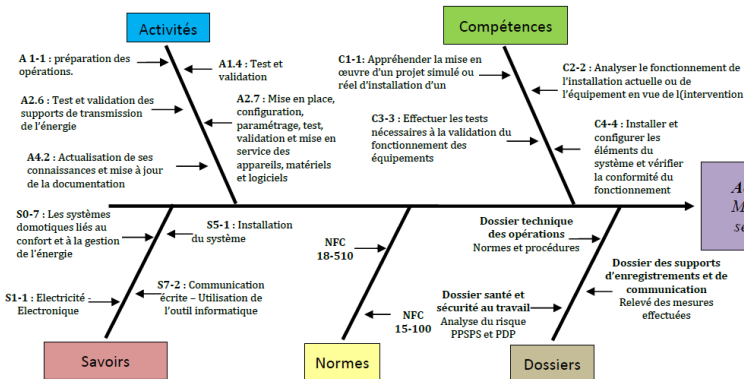 Activités
Compétences
A 1-1 : préparation des
opérations.
A1.4 : Test et
validation
A2.6 : Test et validation des
supports de transmission
de l'énergie
A2.7 : Mise en place,
configuration,
paramétrage, test,
validation et mise en
service des
appareils, matériels
et logiciels
A4.2 : Actualisation de ses
connaissances et mise à jour
de la documentation
C1-1: Appréhender la mise en
œuvre d'un projet simulé ou
réel d'installation d'un
C2-2 : Analyser le fonctionnement de
l'installation actuelle ou de
l'équipement en vue de l(intervention
C3-3 : Effectuer les tests
nécessaires à la validation du
fonctionnement des
équipements
C4-4 : Installer et
configurer les
éléments du
système et vérifier
la conformité du
fonctionnement
S0-7 : Les systèmes
domotiques liés au
confort et à la gestion
de l'énergie
S5-1 : Installation
du système
S1-1 : Electricité -
Electronique
S7-2 : Communication
écrite – Utilisation de
l'outil informatique
NFC
18-510
NFC
15-100
Dossier technique
des opérations
Normes et procédures
Dossier des supports
d'enregistrements et de
communication
Relevé des mesures
effectuées
Dossier santé et
sécurité au travail
Analyse du risque
PPSPS et PDP
Savoirs
Normes
Dossiers